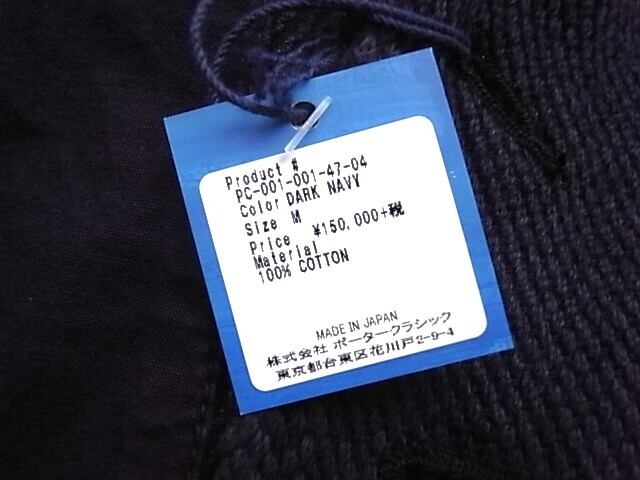 Product #
PC-001-001-47-04
Color DARK NAVY
Size M
Price ¥150,000+税
Material
100% COTTON
MADE IN JAPAN
株式会社 ポータークラシック
東京都台東区花川戸2-9-4